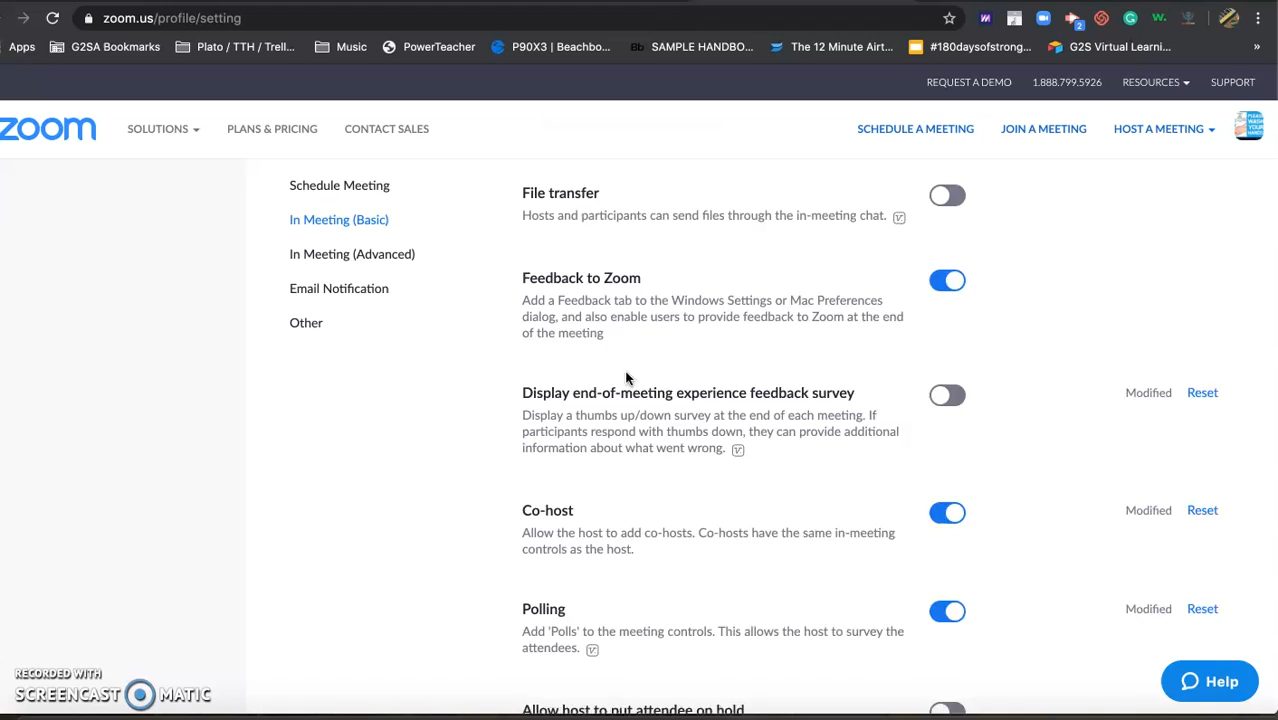 zoom.us/profile/setting
2
Apps G2SA Bookmarks Plato / TTH / Trell... Music PowerTeacher P90X3 | Beachbo... Bb SAMPLE HANDBO... The 12 Minute Airt... #180daysofstrong... G2S Virtual Learni... »
REQUEST A DEMO 1.888.799.5926 RESOURCES SUPPORT
zoom SOLUTIONS PLANS & PRICING CONTACT SALES SCHEDULE A MEETING JOIN A MEETING HOST A MEETING
PLEASE WASH YOUR HANDS
Schedule Meeting
In Meeting (Basic)
In Meeting (Advanced)
Email Notification
Other
File transfer
Hosts and participants can send files through the in-meeting chat.
Feedback to Zoom
Add a Feedback tab to the Windows Settings or Mac Preferences
dialog, and also enable users to provide feedback to Zoom at the end
of the meeting
Display end-of-meeting experience feedback survey
Modified Reset
Display a thumbs up/down survey at the end of each meeting. If
participants respond with thumbs down, they can provide additional
information about what went wrong.
Co-host
Modified Reset
Allow the host to add co-hosts. Co-hosts have the same in-meeting
controls as the host.
Polling
Modified Reset
Add 'Polls' to the meeting controls. This allows the host to survey the
attendees.
Allow host to put attendee on hold
Help
RECORDED WITH
SCREENCAST MATIC